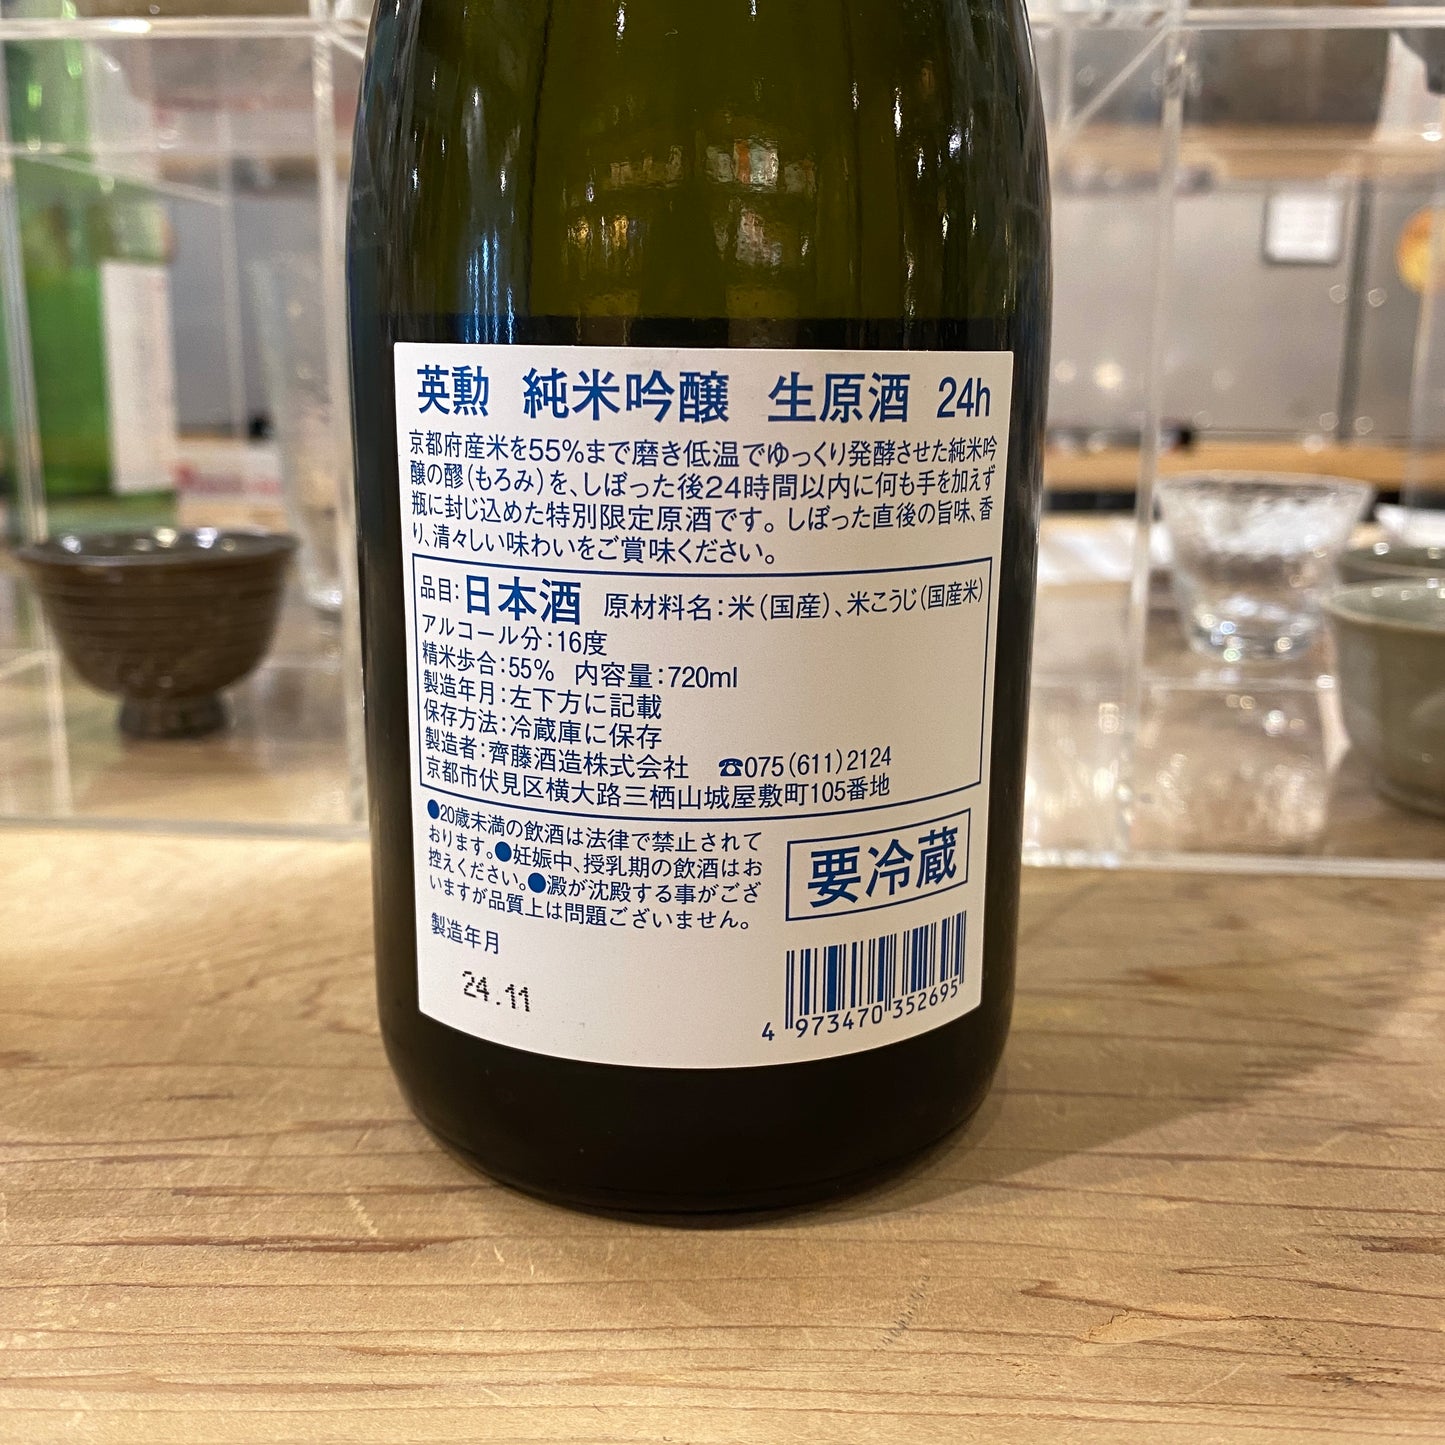 英勲 純米吟醸 生原酒 24h
京都府産米を55%まで磨き低温でゆっくり発酵させた純米吟
醸の醪(もろみ)を、しぼった後24時間以内に何も手を加えず
瓶に封じ込めた特別限定原酒です。しぼった直後の旨味、香
り、清々しい味わいをご賞味ください。
品目:日本酒 原材料名:米(国産)、米こうじ(国産米)
アルコール分:16度
精米歩合:55% 内容量:720ml
製造年月:左下方に記載
保存方法:冷蔵庫に保存
製造者:齊藤酒造株式会社 ☎075(611)2124
京都市伏見区横大路三栖山城屋敷町105番地
●20歳未満の飲酒は法律で禁止されて
おります。●妊娠中、授乳期の飲酒はお
控えください。●澱が沈殿する事がござ
いますが品質上は問題ございません。
要冷蔵
製造年月
24.11
4 973470 352695